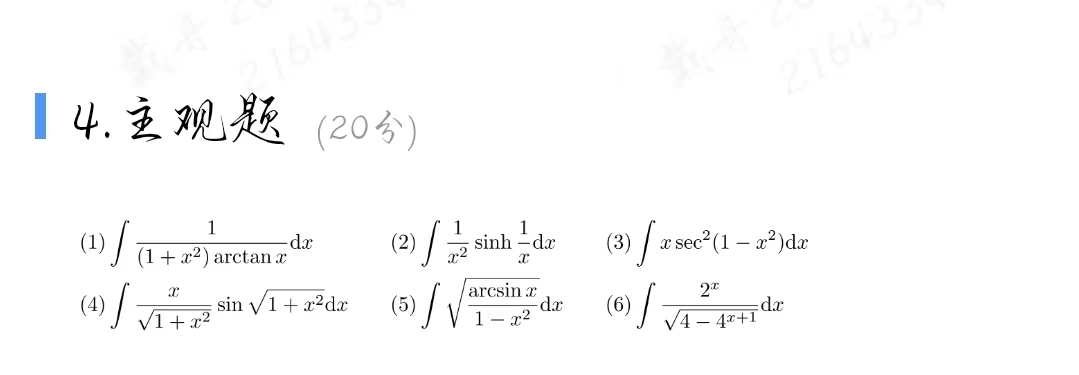 4.主观题 (20分)
(1) ∫ 1/((1 + x²) arctan x) dx (2) ∫ 1/x² sinh 1/x dx (3) ∫ x sec²(1 − x²)dx
(4) ∫ x/√(1 + x²) sin √(1 + x²)dx (5) ∫ √(arcsin x/(1 − x²)) dx (6) ∫ 2ˣ/√(4 − 4ˣ⁺¹) dx